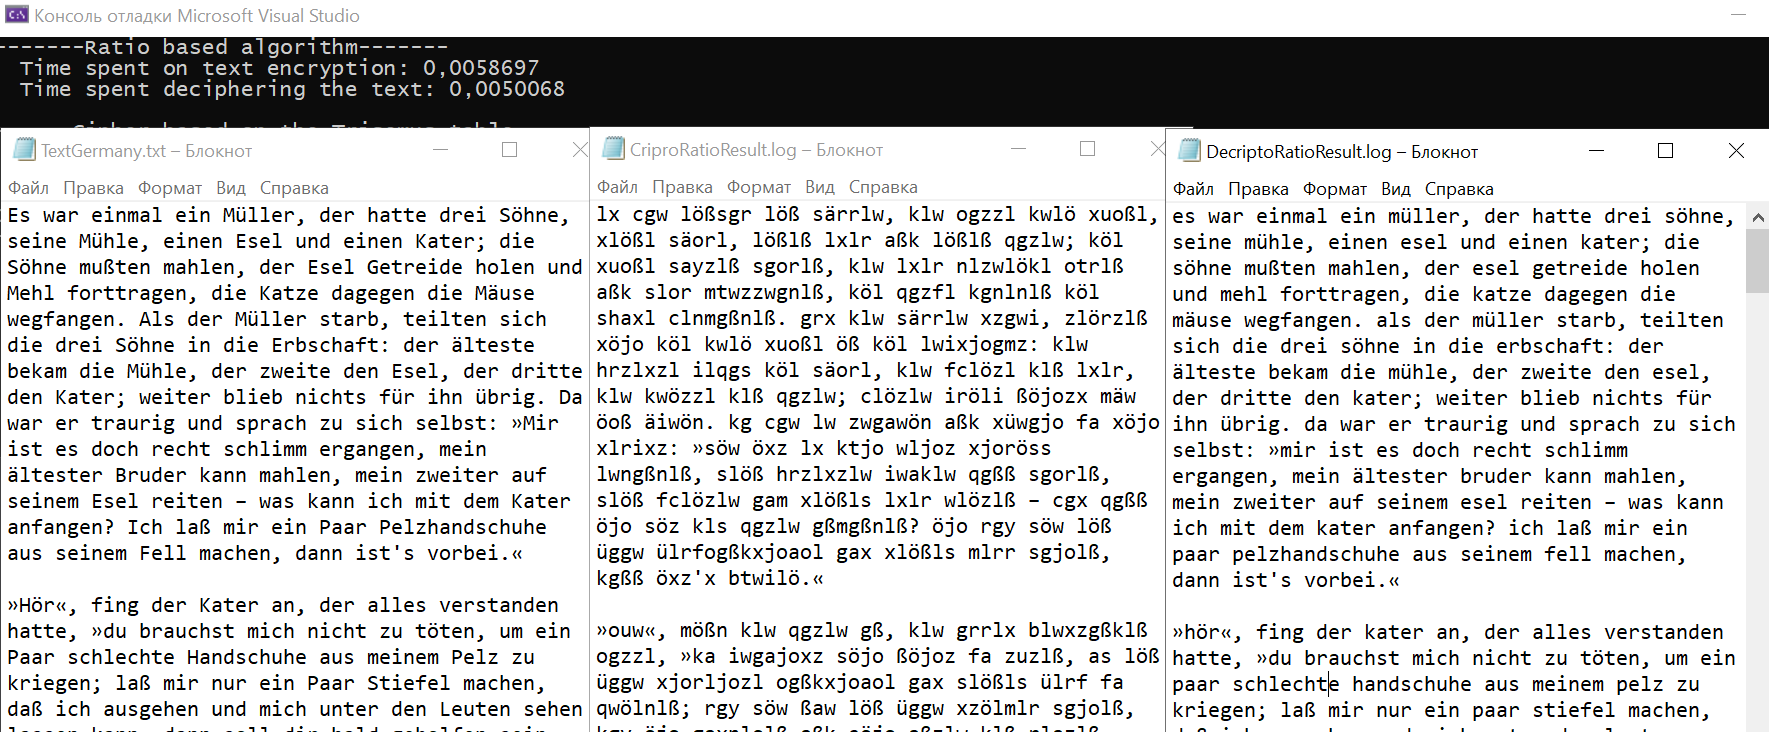 Консоль отладки Microsoft Visual Studio
-------Ratio based algorithm-------
Time spent on text encryption: 0,0058697
Time spent deciphering the text: 0,0050068
TextGermany.txt – Блокнот
Файл Правка Формат Вид Справка
Es war einmal ein Müller, der hatte drei Söhne,
seine Mühle, einen Esel und einen Kater; die
Söhne mußten mahlen, der Esel Getreide holen und
Mehl forttragen, die Katze dagegen die Mäuse
wegfangen. Als der Müller starb, teilten sich
die drei Söhne in die Erbschaft: der älteste
bekam die Mühle, der zweite den Esel, der dritte
den Kater; weiter blieb nichts für ihn übrig. Da
war er traurig und sprach zu sich selbst: »Mir
ist es doch recht schlimm ergangen, mein
ältester Bruder kann mahlen, mein zweiter auf
seinem Esel reiten – was kann ich mit dem Kater
anfangen? Ich laß mir ein Paar Pelzhandschuhe
aus seinem Fell machen, dann ist's vorbei.«
»Hör«, fing der Kater an, der alles verstanden
hatte, »du brauchst mich nicht zu töten, um ein
Paar schlechte Handschuhe aus meinem Pelz zu
kriegen; laß mir nur ein Paar Stiefel machen,
daß ich ausgehen und mich unter den Leuten sehen
CriproRatioResult.log – Блокнот
Файл Правка Формат Вид Справка
lx cgw lößsgr löß särrlw, klw ogzzl kwlö xuoßl,
xlößl säorl, lößlß lxlr aßk lößlß qgzlw; köl
xuoßl sayzlß sgorlß, klw lxlr nlzwlökl otrlß
aßk slor mtwzzwgnlß, köl qgzfl kgnlnlß köl
shaxl clnmgßnlß. grx klw särrlw xzgwi, zlörzlß
xöjo köl kwlö xuoßl öß köl lwixjogmz: klw
hrzlxzl ilqgs köl säorl, klw fclözl klß lxlr,
klw kwözzl klß qgzlw; clözlw iröli ßöjozx mäw
öoß äiwön. kg cgw lw zwgawön aßk xüwgjo fa xöjo
xlrixz: »söw öxz lx ktjo wljoz xjoröss
lwngßnlß, slöß hrzlxzlw iwaklw qgßß sgorlß,
slöß fclözlw gam xlößls lxlr wlözlß – cgx qgßß
öjo söz kls qgzlw gßmgßnlß? öjo rgy söw löß
üggw ülrfogßkxjoaol gax xlößls mlrr sgjolß,
kgßß öxz'x btwilö.«
»ouw«, mößn klw qgzlw gß, klw grrlx blwxzgßklß
ogzzl, »ka iwgajoxz söjo ßöjoz fa zuzlß, as löß
üggw xjorljozl ogßkxjoaol gax slößls ülrf fa
qwölnlß; rgy söw ßaw löß üggw xzölmlr sgjolß,
DecriptoRatioResult.log – Блокнот
Файл Правка Формат Вид Справка
es war einmal ein müller, der hatte drei söhne,
seine mühle, einen esel und einen kater; die
söhne mußten mahlen, der esel getreide holen
und mehl forttragen, die katze dagegen die
mäuse wegfangen. als der müller starb, teilten
sich die drei söhne in die erbschaft: der
älteste bekam die mühle, der zweite den esel,
der dritte den kater; weiter blieb nichts für
ihn übrig. da war er traurig und sprach zu sich
selbst: »mir ist es doch recht schlimm
ergangen, mein ältester bruder kann mahlen,
mein zweiter auf seinem esel reiten – was kann
ich mit dem kater anfangen? ich laß mir ein
paar pelzhandschuhe aus seinem fell machen,
dann ist's vorbei.«
»hör«, fing der kater an, der alles verstanden
hatte, »du brauchst mich nicht zu töten, um ein
paar schlechte handschuhe aus meinem pelz zu
kriegen; laß mir nur ein paar stiefel machen,